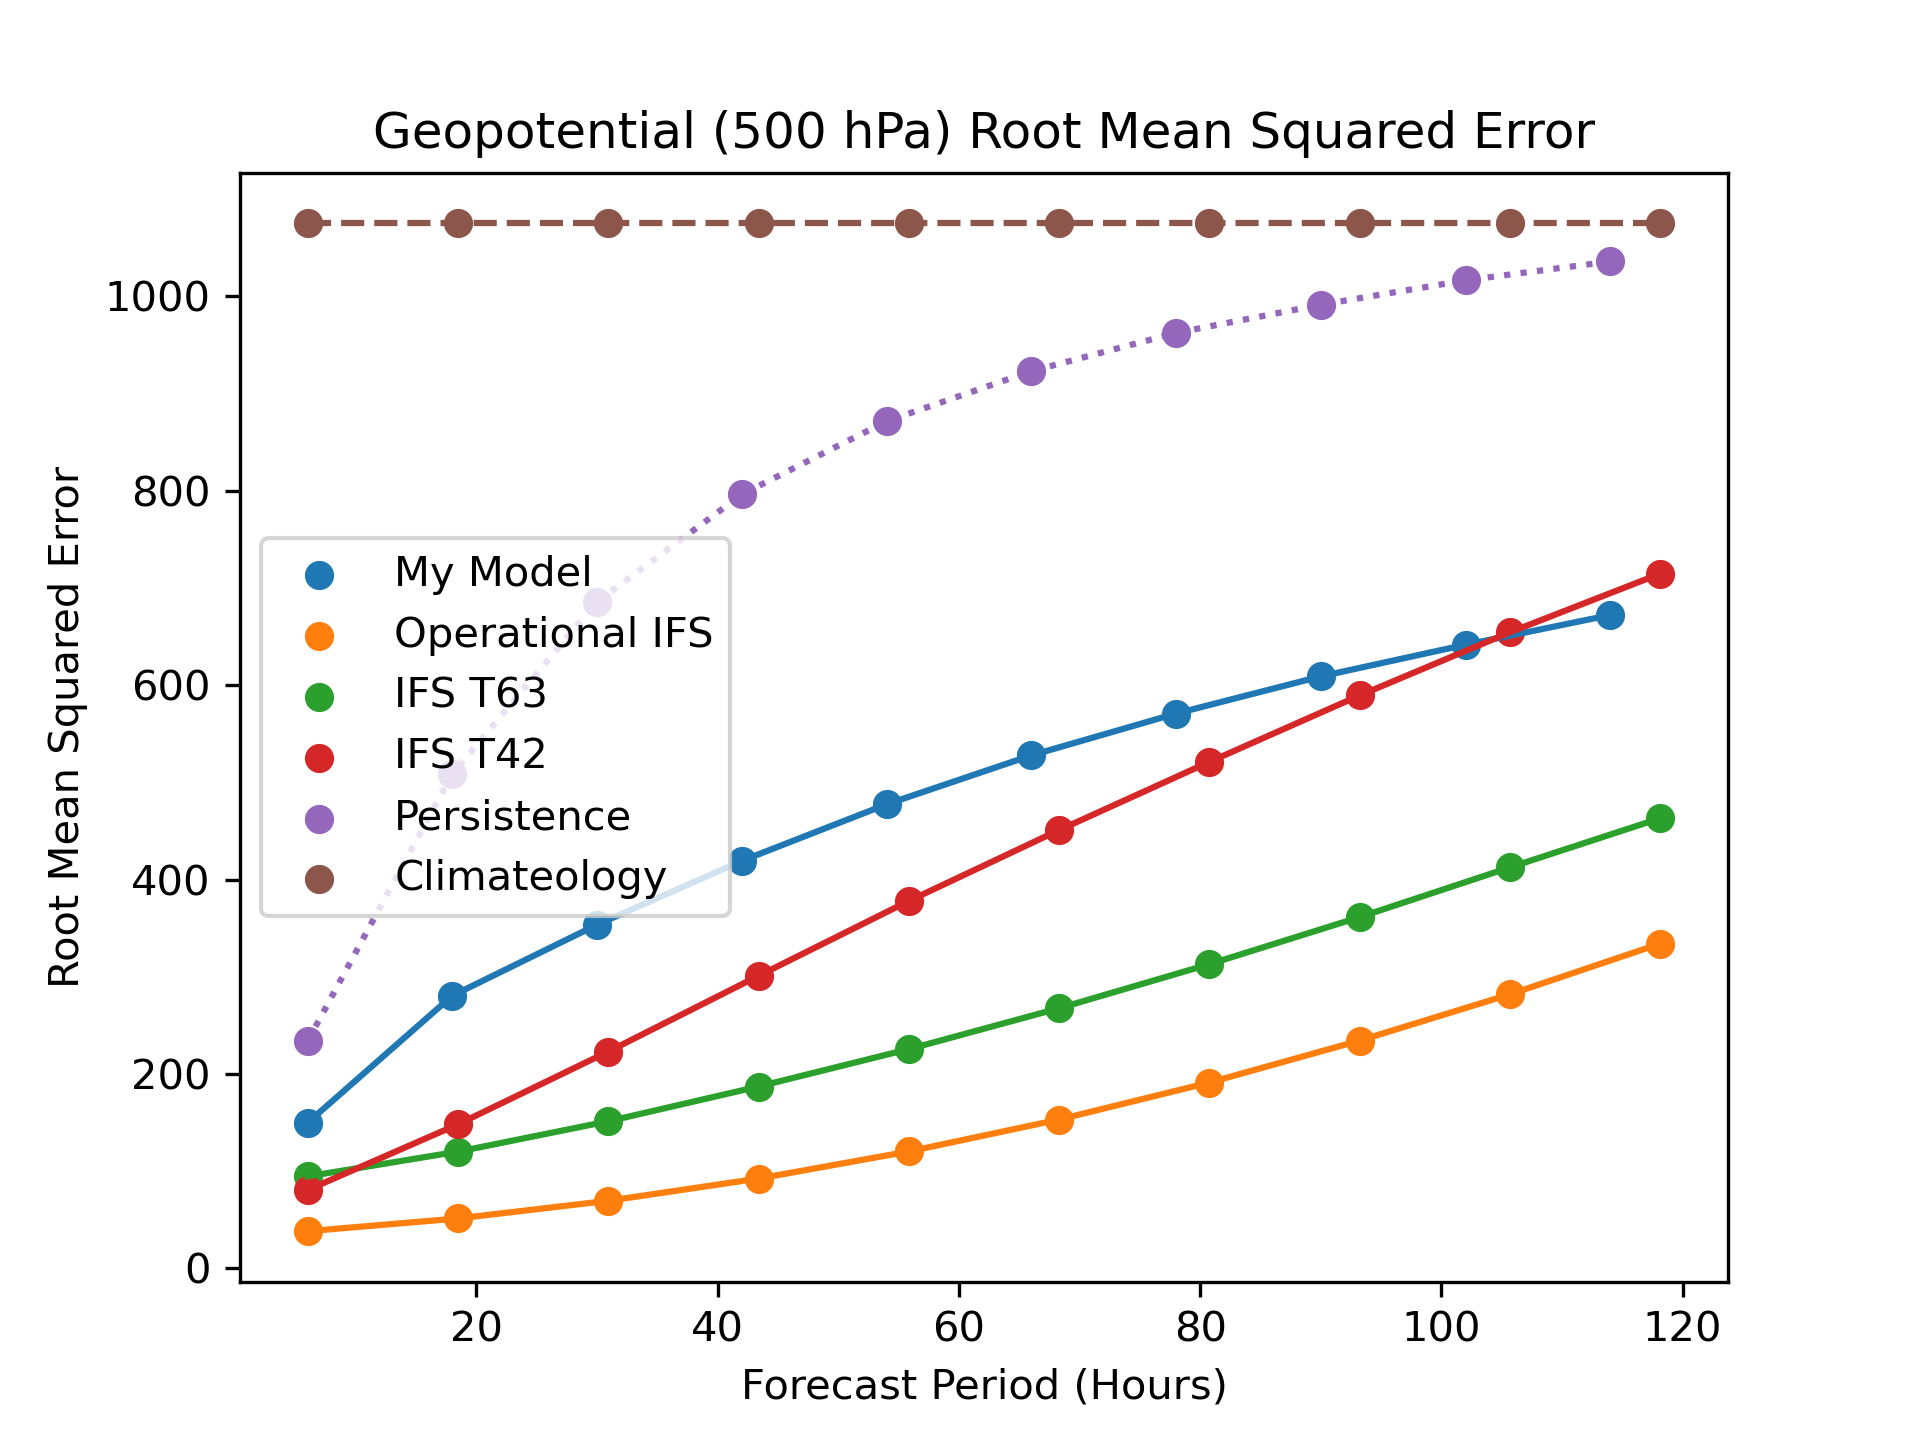 Geopotential (500 hPa) Root Mean Squared Error
Root Mean Squared Error
1000
800
600
400
200
0
My Model
Operational IFS
IFS T63
IFS T42
Persistence
Climateology
20 40 60 80 100 120
Forecast Period (Hours)